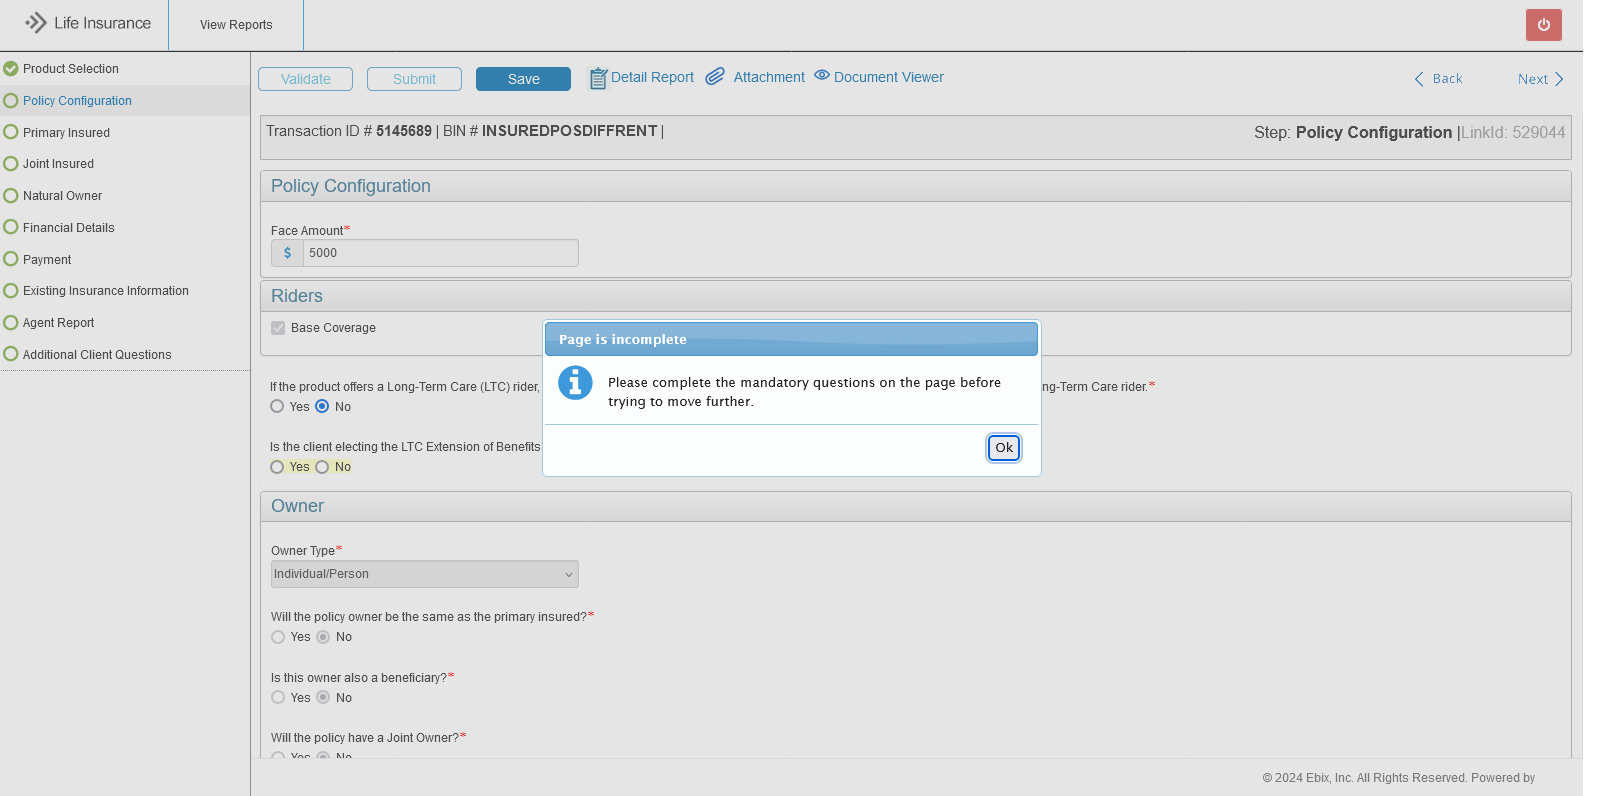 Life Insurance
View Reports
Product Selection
Policy Configuration
Primary Insured
Joint Insured
Natural Owner
Financial Details
Payment
Existing Insurance Information
Agent Report
Additional Client Questions
Validate
Submit
Save
Detail Report
Attachment
Document Viewer
Back
Next
Transaction ID # 5145689 | BIN # INSUREDPOSDIFFRENT |
Step: Policy Configuration |LinkId: 529044
Policy Configuration
Face Amount*
$ 5000
Riders
Base Coverage
If the product offers a Long-Term Care (LTC) rider, ng-Term Care rider.*
Yes No
Is the client electing the LTC Extension of Benefits
Yes No
Page is incomplete
Please complete the mandatory questions on the page before
trying to move further.
Ok
Owner
Owner Type*
Individual/Person
Will the policy owner be the same as the primary insured?*
Yes No
Is this owner also a beneficiary?*
Yes No
Will the policy have a Joint Owner?*
Yes No
© 2024 Ebix, Inc. All Rights Reserved. Powered by